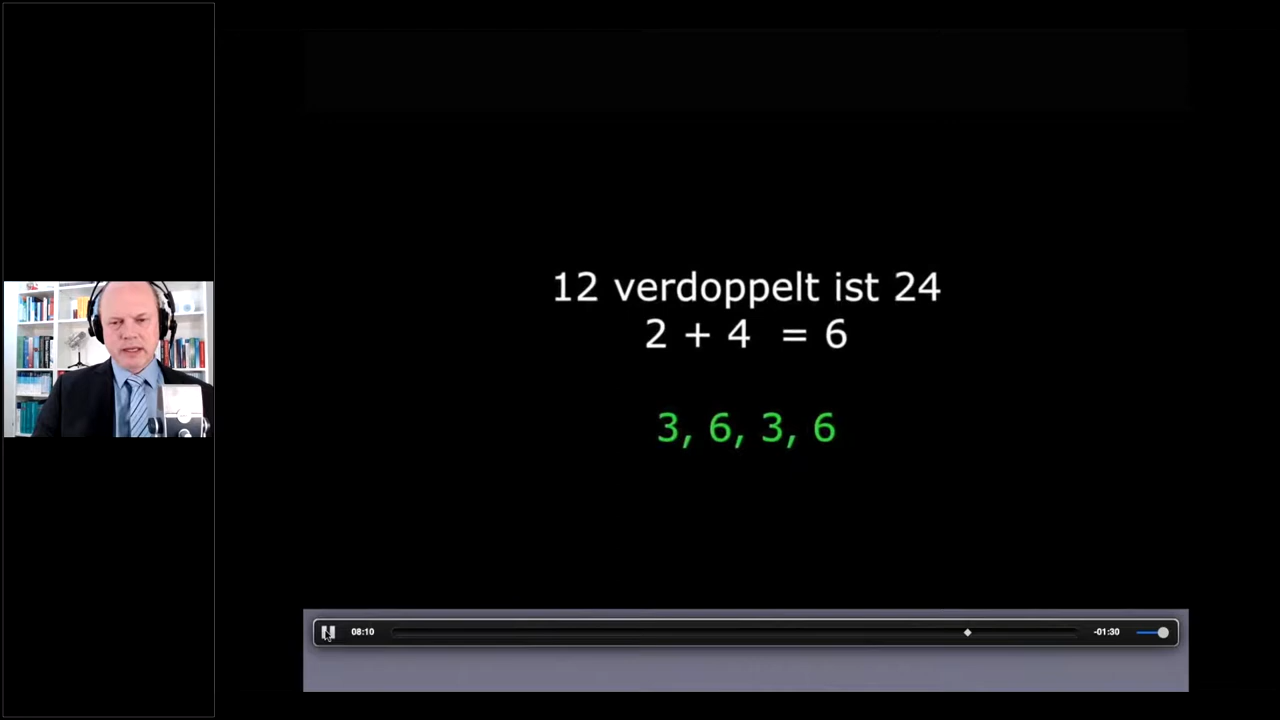 12 verdoppelt ist 24
2 + 4 = 6
3, 6, 3, 6
08:10
-01:30